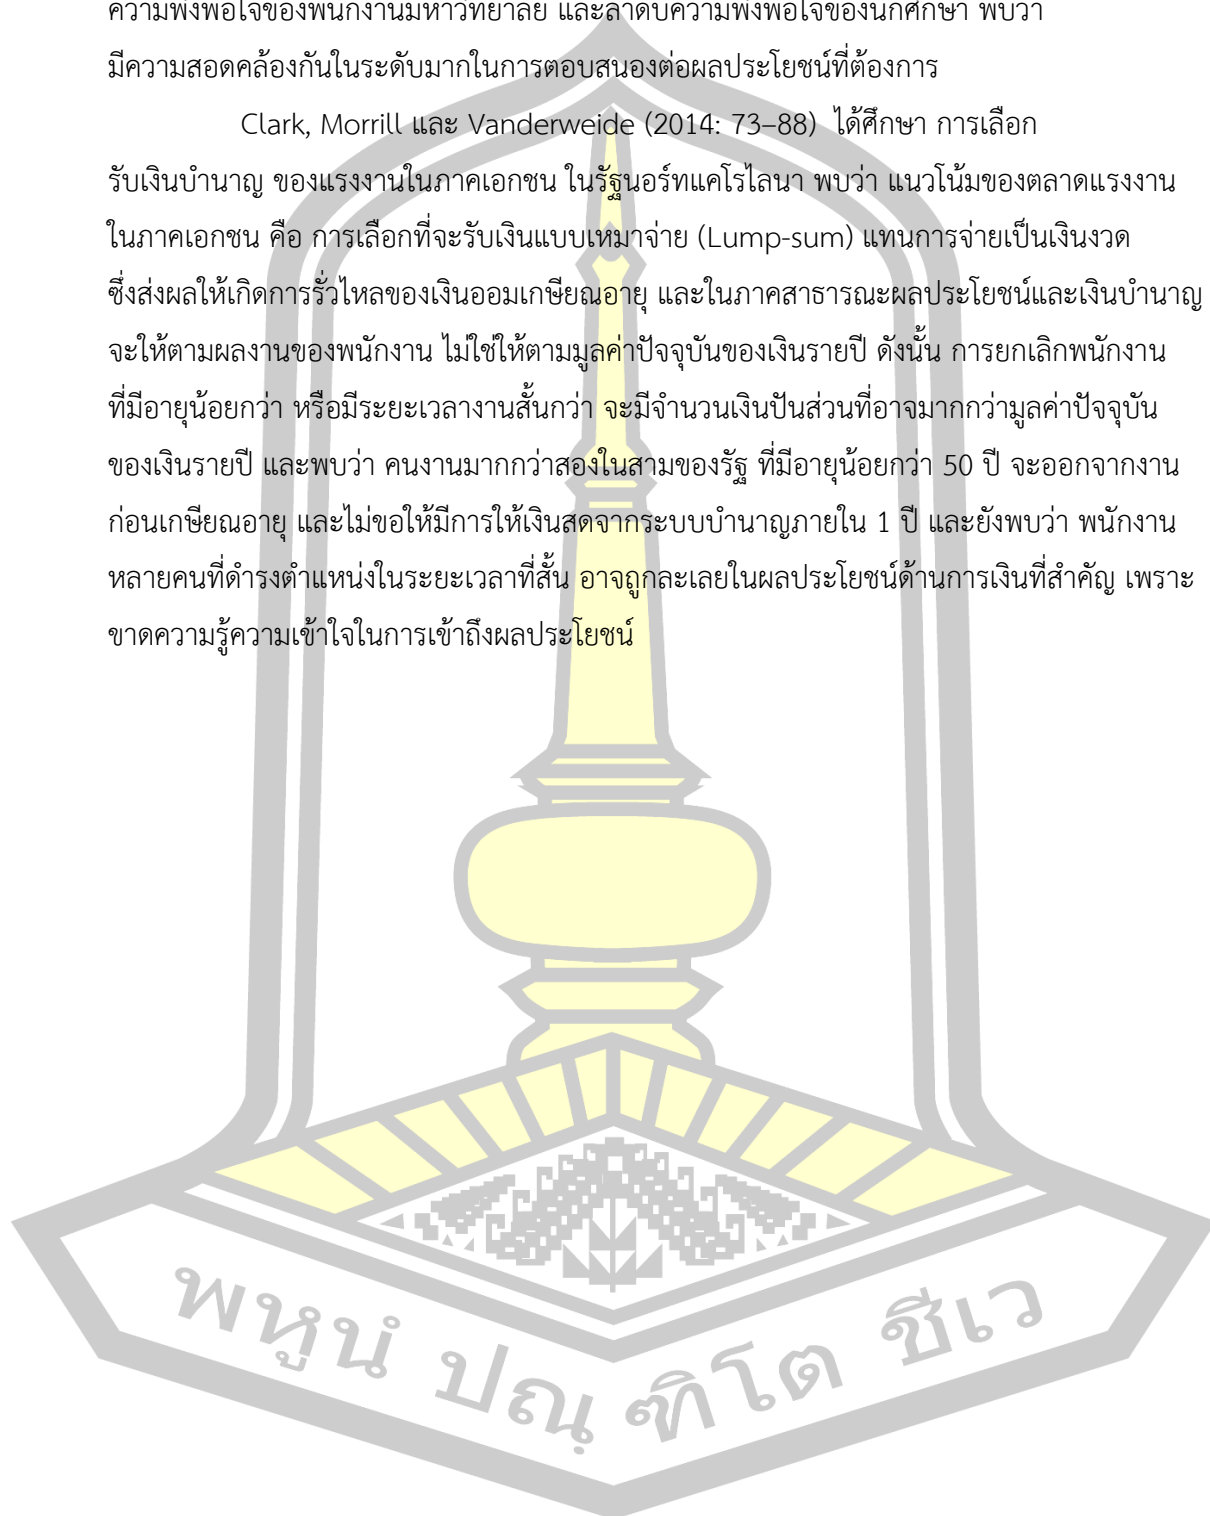 ความพึงพอใจของพนักงานมหาวิทยาลัย และลำดับความพึงพอใจของนักศึกษา พบว่า
มีความสอดคล้องกันในระดับมากในการตอบสนองต่อผลประโยชน์ที่ต้องการ
Clark, Morrill และ Vanderweide (2014: 73–88) ได้ศึกษา การเลือก
รับเงินบำนาญ ของแรงงานในภาคเอกชน ในรัฐนอร์ทแคโรไลนา พบว่า แนวโน้มของตลาดแรงงาน
ในภาคเอกชน คือ การเลือกที่จะรับเงินแบบเหมาจ่าย (Lump-sum) แทนการจ่ายเป็นเงินงวด
ซึ่งส่งผลให้เกิดการรั่วไหลของเงินออมเกษียณอายุ และในภาคสาธารณะผลประโยชน์และเงินบำนาญ
จะให้ตามผลงานของพนักงาน ไม่ใช่ให้ตามมูลค่าปัจจุบันของเงินรายปี ดังนั้น การยกเลิกพนักงาน
ที่มีอายุน้อยกว่า หรือมีระยะเวลางานสั้นกว่า จะมีจำนวนเงินปันส่วนที่อาจมากกว่ามูลค่าปัจจุบัน
ของเงินรายปี และพบว่า คนงานมากกว่าสองในสามของรัฐ ที่มีอายุน้อยกว่า 50 ปี จะออกจากงาน
ก่อนเกษียณอายุ และไม่ขอให้มีการให้เงินสดจากระบบบำนาญภายใน 1 ปี และยังพบว่า พนักงาน
หลายคนที่ดำรงตำแหน่งในระยะเวลาที่สั้น อาจถูกละเลยในผลประโยชน์ด้านการเงินที่สำคัญ เพราะ
ขาดความรู้ความเข้าใจในการเข้าถึงผลประโยชน์
พหูนํ ปณฺฑิโต ชีเว